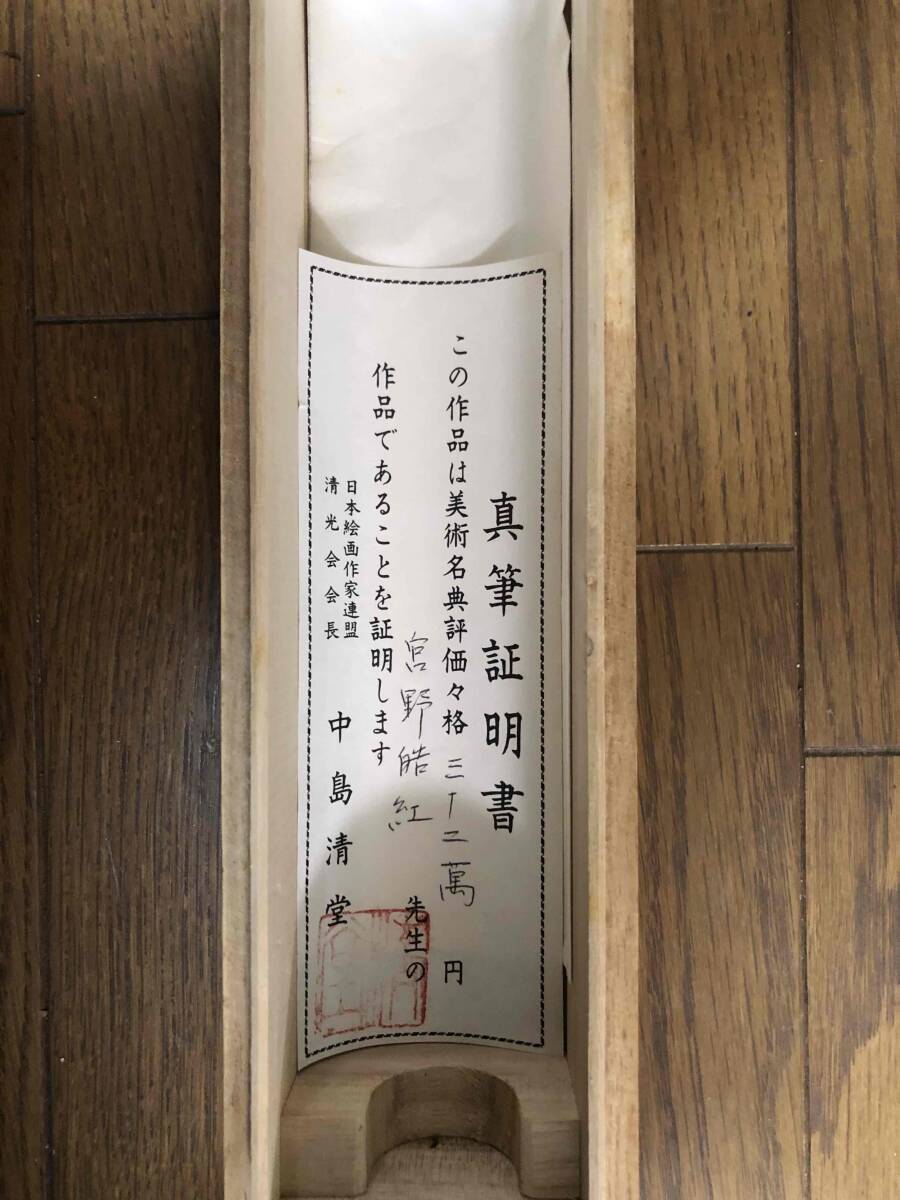 真筆証明書
この作品は美術名典評価々格三十二萬円
宮野皓紅先生の
作品であることを証明します
日本絵画作家連盟
清光会会長
中島清堂